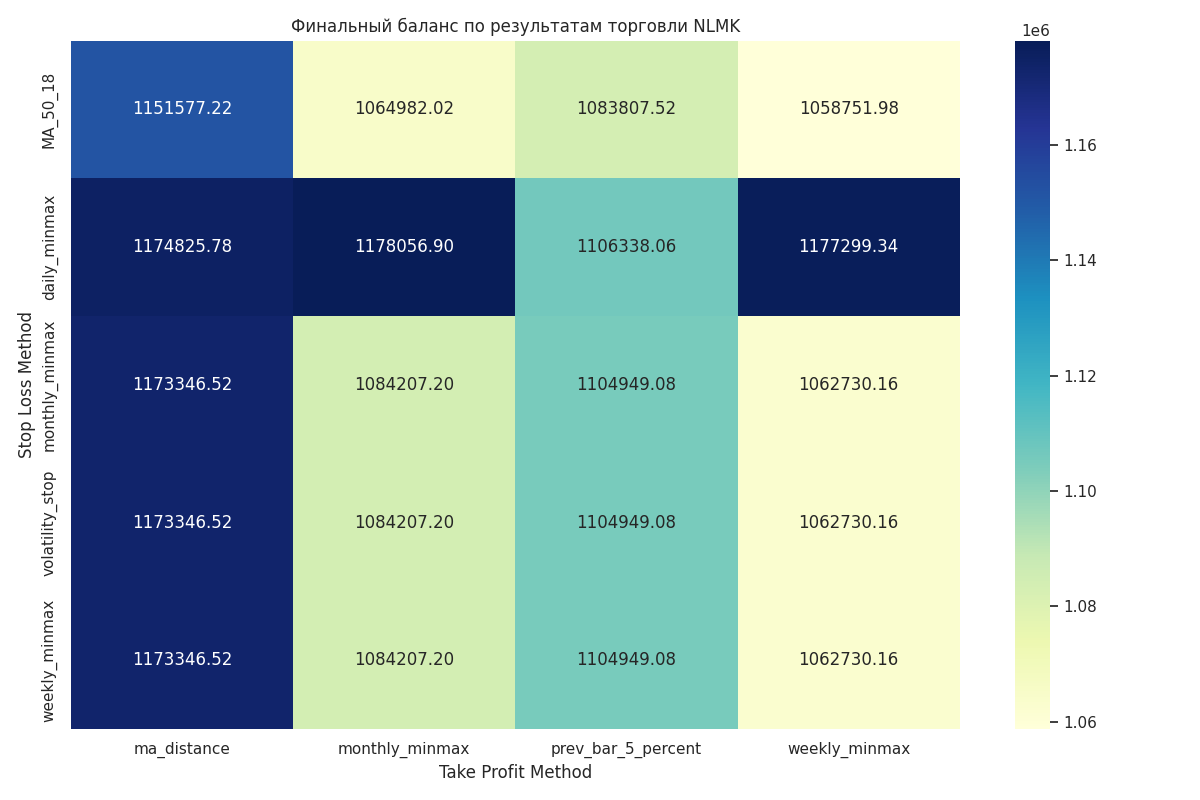 Финальный баланс по результатам торговли NLMK
1e6
MA_50_18
1151577.22 1064982.02 1083807.52 1058751.98
daily_minmax
1174825.78 1178056.90 1106338.06 1177299.34
monthly_minmax
1173346.52 1084207.20 1104949.08 1062730.16
volatility_stop
1173346.52 1084207.20 1104949.08 1062730.16
weekly_minmax
1173346.52 1084207.20 1104949.08 1062730.16
Stop Loss Method
ma_distance monthly_minmax prev_bar_5_percent weekly_minmax
Take Profit Method
1.16
1.14
1.12
1.10
1.08
1.06